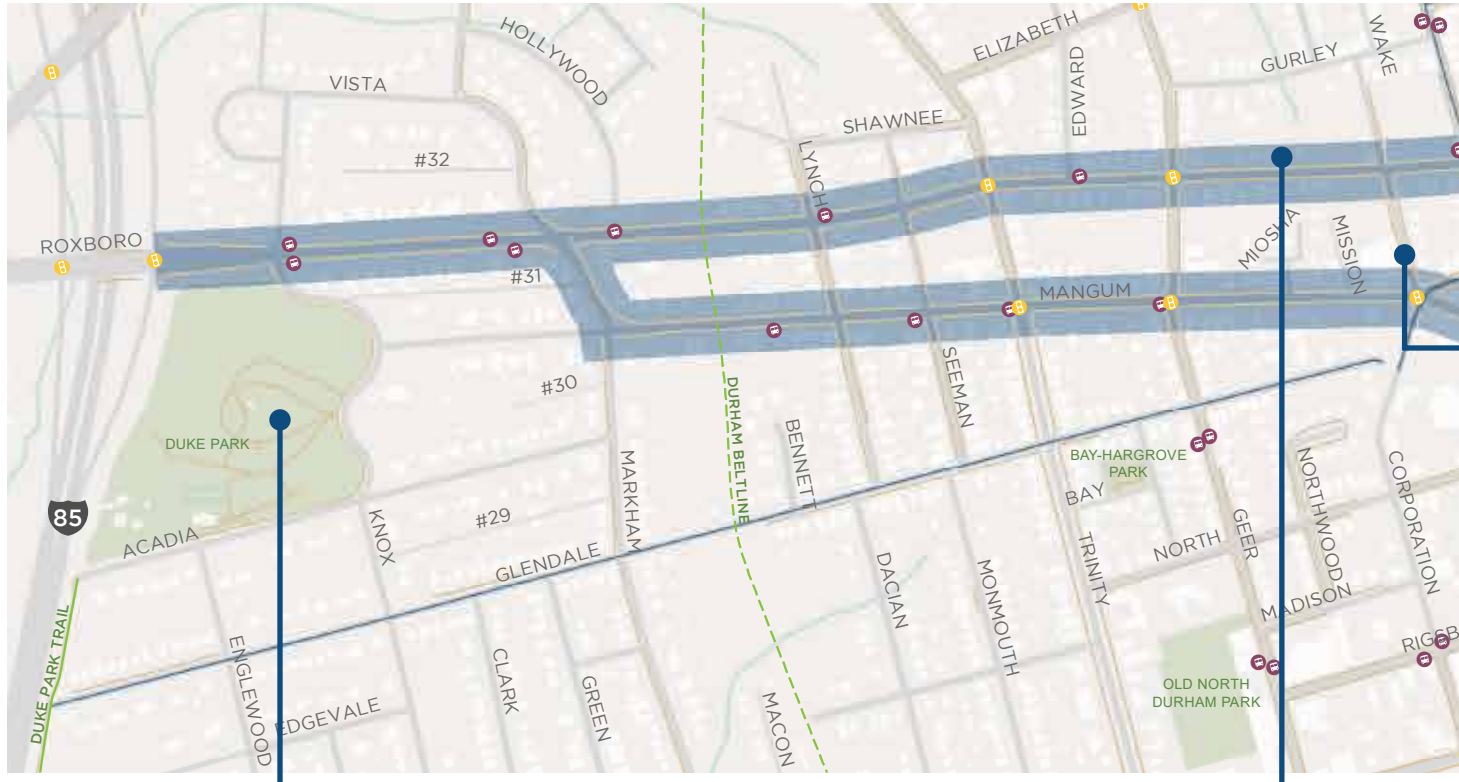 HOLLYWOOD
ELIZABETH
WAKE
GURLEY
VISTA
EDWARD
SHAWNEE
#32
LYNCH
ROXBORO
MIOSHA
MISSION
#31
MANGUM
#30
SEEMAN
DURHAM BELTLINE
DUKE PARK
BENNETT
BAY-HARGROVE
PARK
MARKHAM
NORTHWOOD
CORPORATION
BAY
85
KNOX
#29
GEER
ACADIA
NORTH
GLENDALE
TRINITY
DACIAN
MONMOUTH
MADISON
DUKE PARK TRAIL
ENGLEWOOD
CLARK
GREEN
RIGSB
OLD NORTH
DURHAM PARK
EDGEVALE
MACON